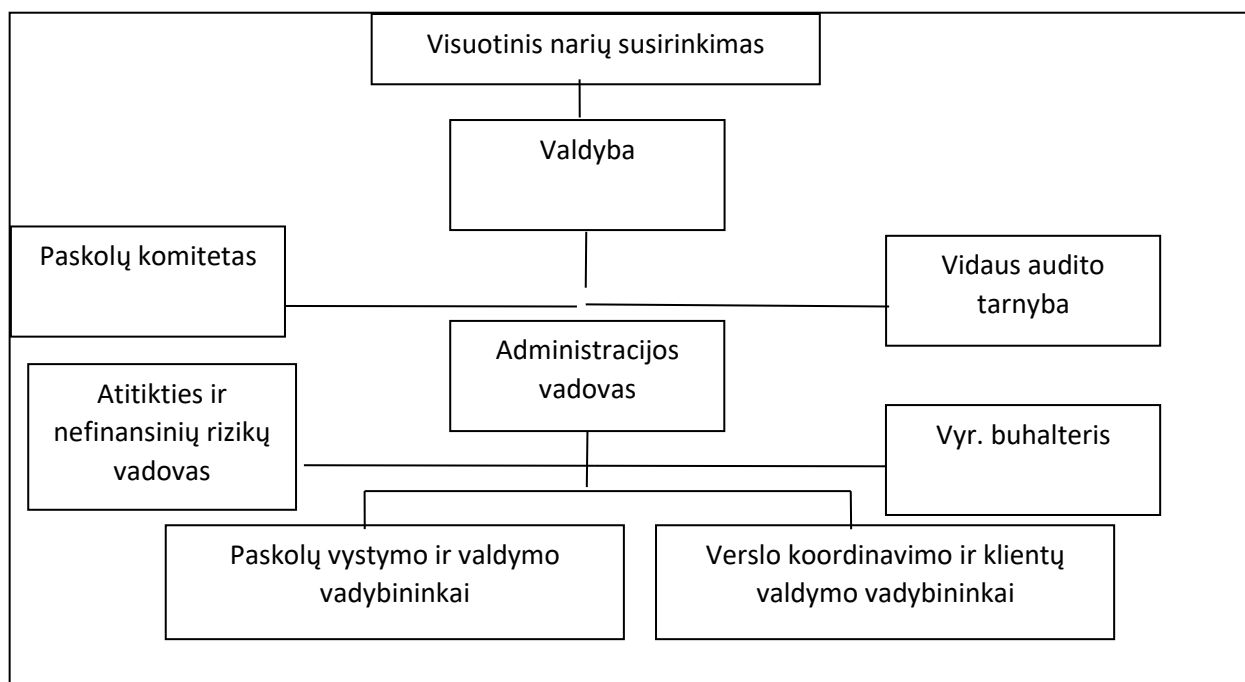 Visuotinis narių susirinkimas
Valdyba
Paskolų komitetas
Vidaus audito
tarnyba
Administracijos
vadovas
Atitikties ir
nefinansinių rizikų
vadovas
Vyr. buhalteris
Paskolų vystymo ir valdymo
vadybininkai
Verslo koordinavimo ir klientų
valdymo vadybininkai